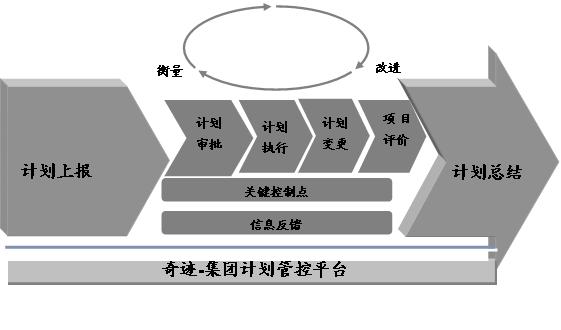 衡量
改进
计划上报
计划
审批
计划
执行
计划
变更
项目
评价
计划总结
关键控制点
信息反馈
奇迹-集团计划管控平台